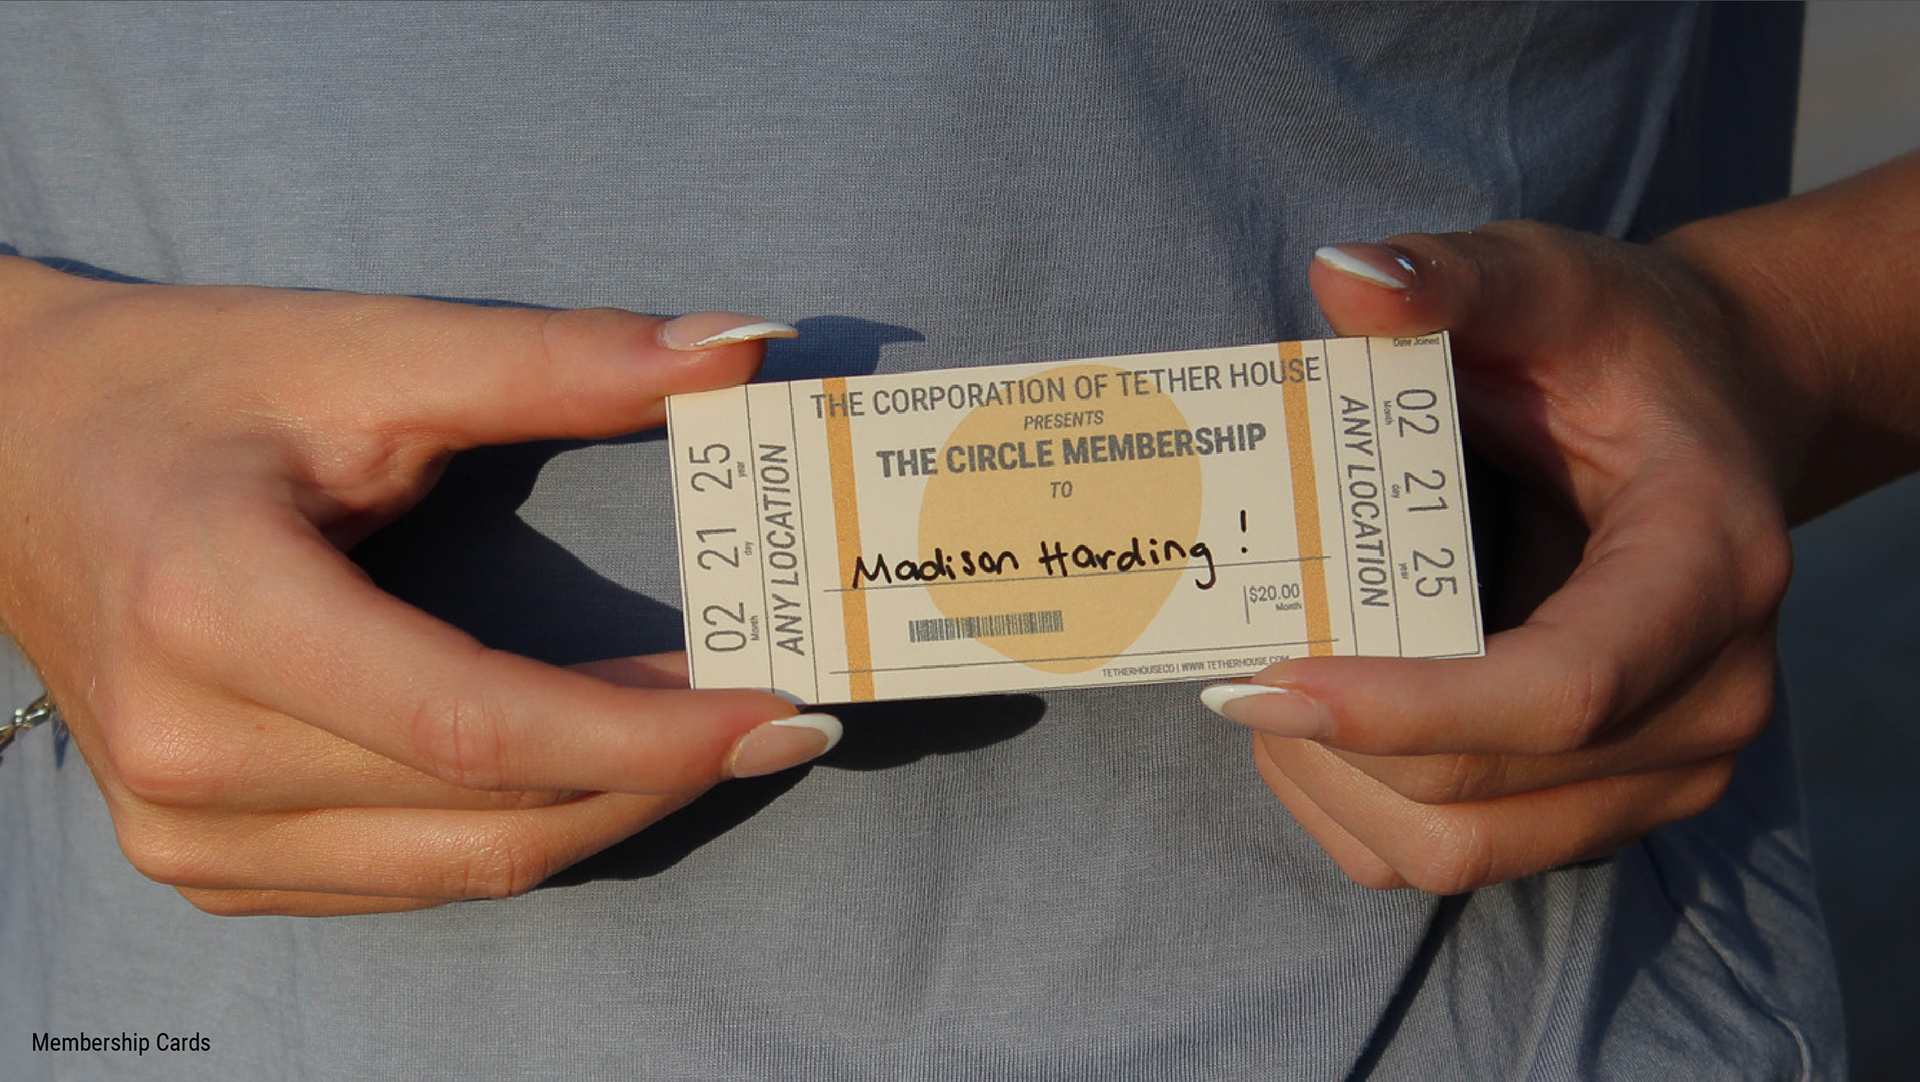 02 21 25
Month day year
ANY LOCATION
THE CORPORATION OF TETHER HOUSE
PRESENTS
THE CIRCLE MEMBERSHIP
TO
Madison Harding !
$20.00
Month
TETHERHOUSECO | WWW.TETHERHOUSE.COM
ANY LOCATION
Date Joined
02 21 25
Month day year
Membership Cards